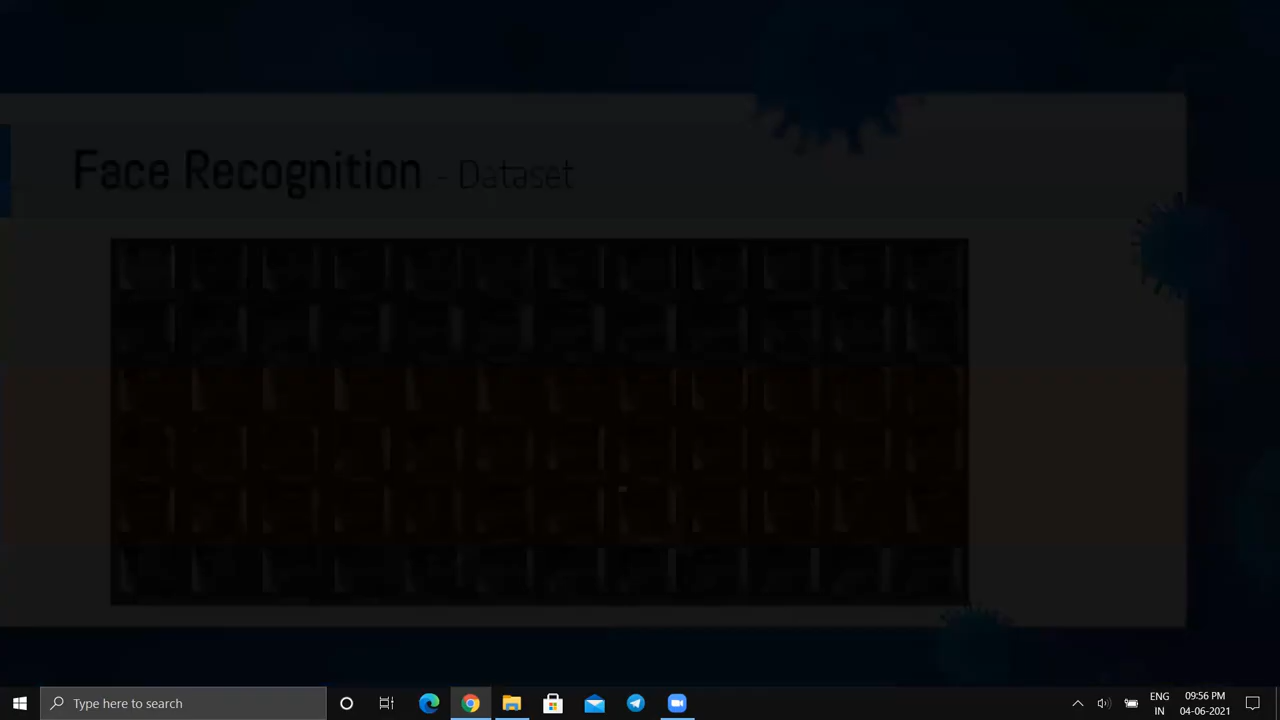 Face Recognition - Dataset
Type here to search
ENG
IN
09:56 PM
04-06-2021